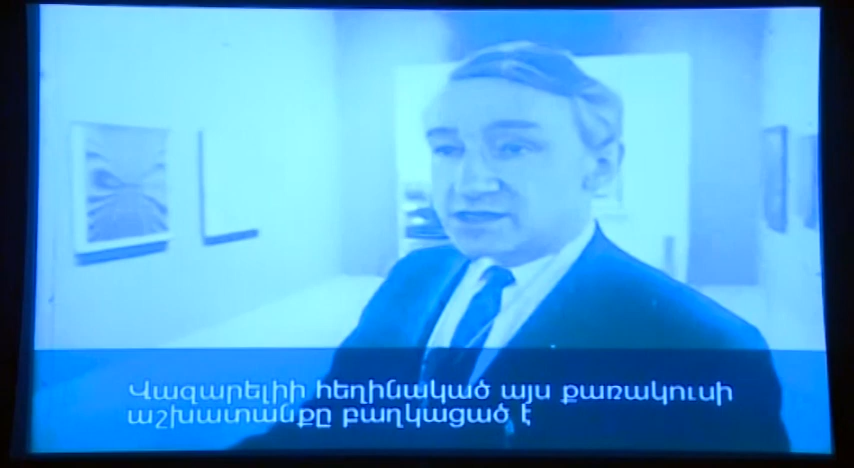 Վազարելիի հեղինակած այս քառակուսի
աշխատանքը բաղկացած է